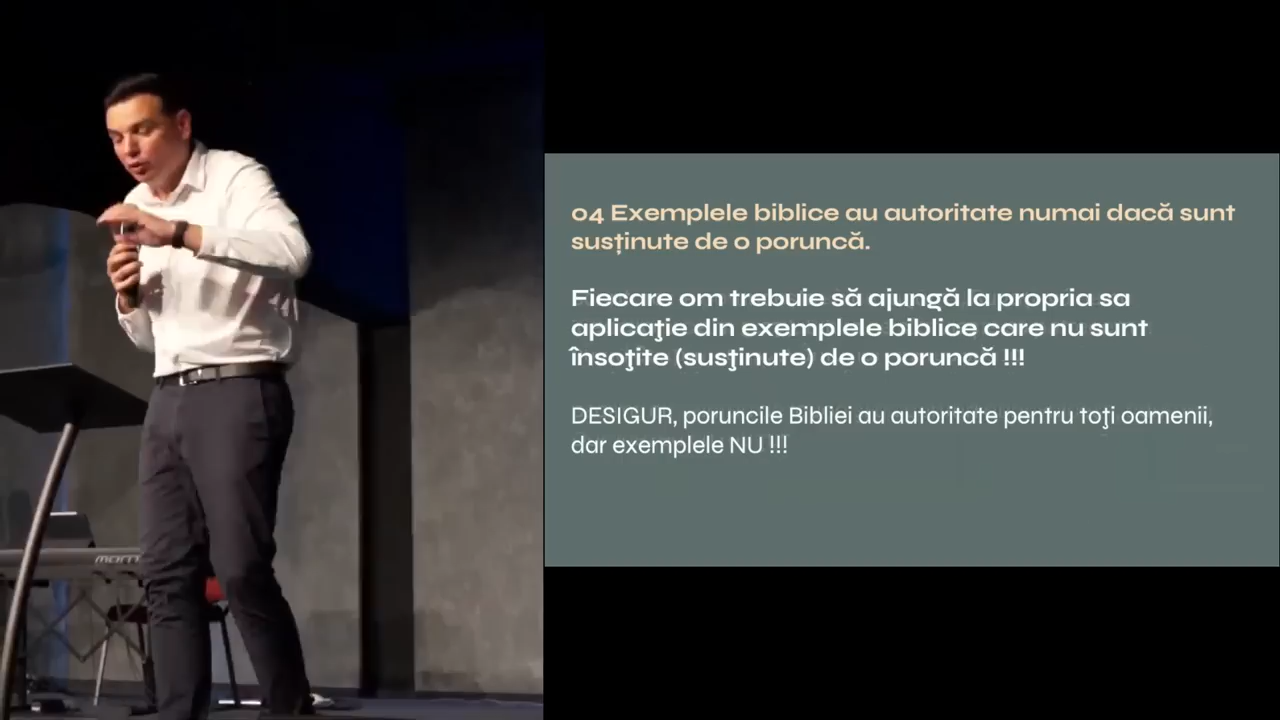 04 Exemplele biblice au autoritate numai dacă sunt
susținute de o poruncă.
Fiecare om trebuie să ajungă la propria sa
aplicaţie din exemplele biblice care nu sunt
însoţite (susţinute) de o poruncă !!!
DESIGUR, poruncile Bibliei au autoritate pentru toţi oamenii,
dar exemplele NU !!!